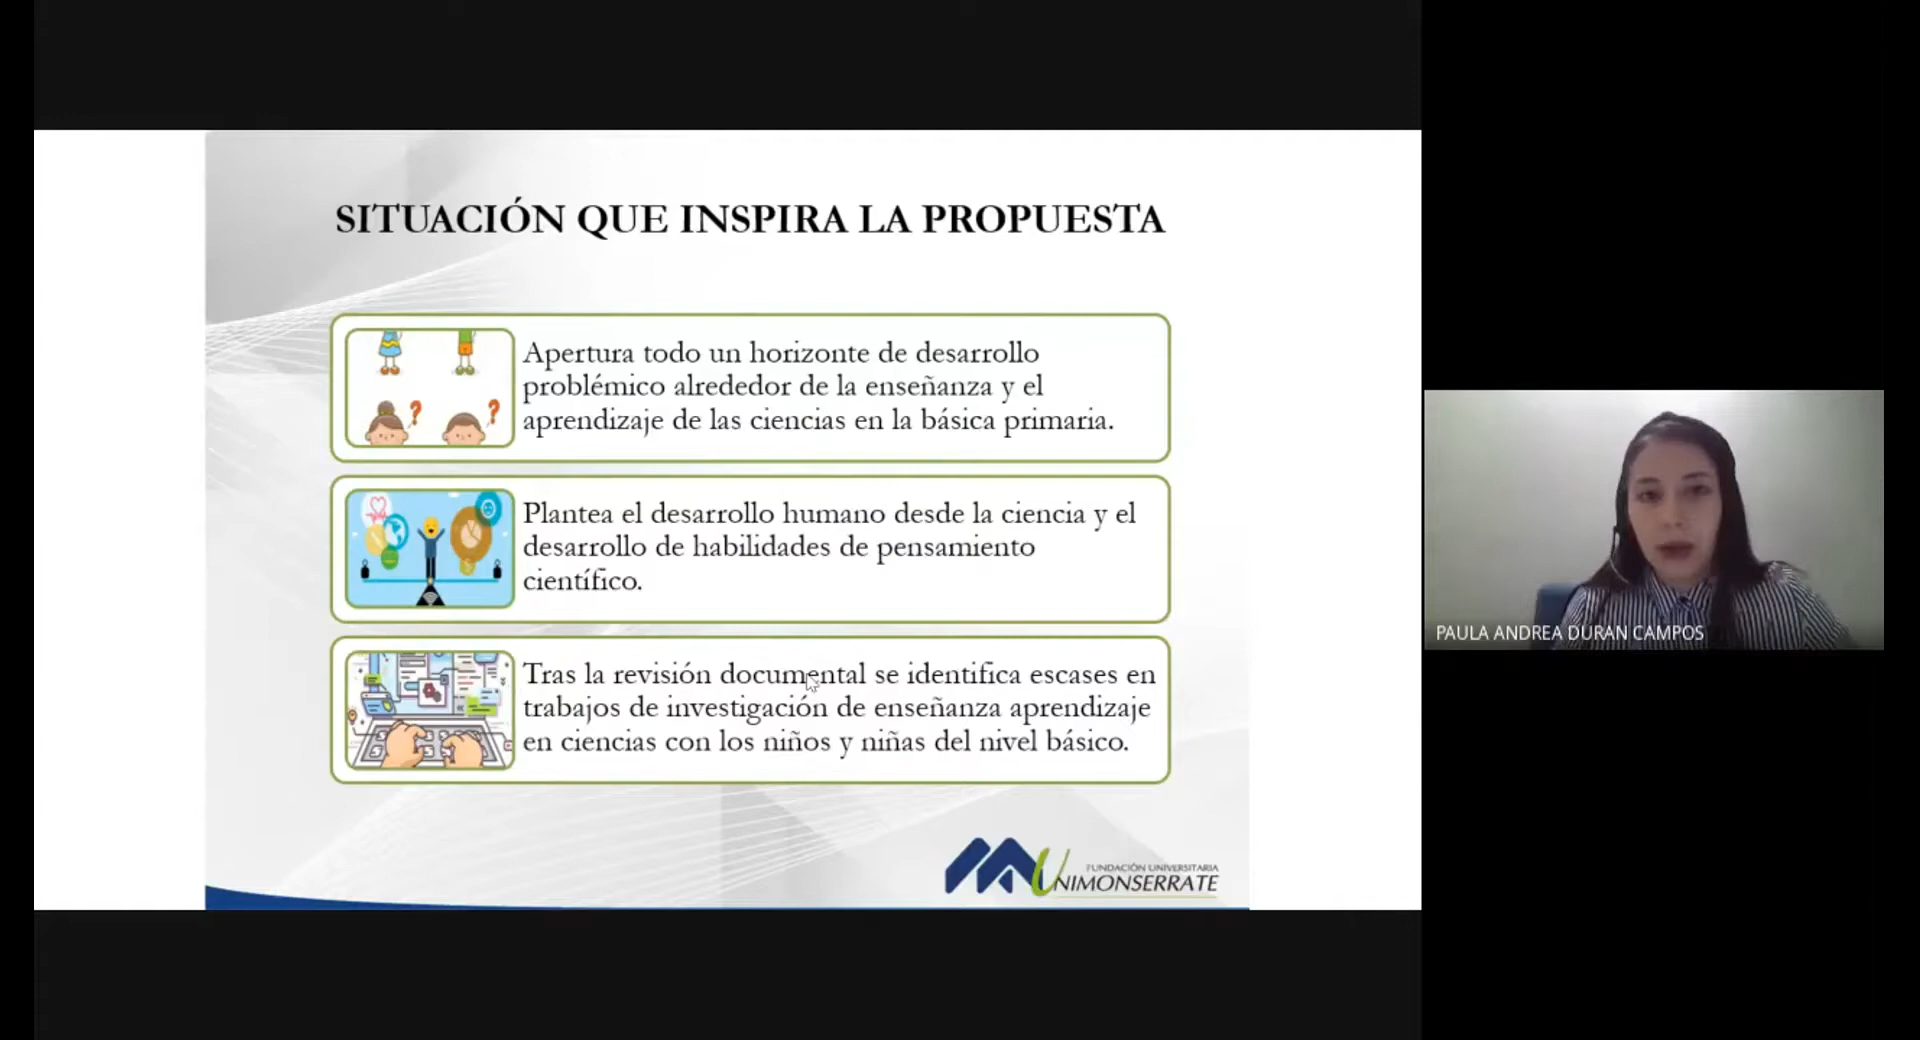 SITUACIÓN QUE INSPIRA LA PROPUESTA
Apertura todo un horizonte de desarrollo
problémico alrededor de la enseñanza y el
aprendizaje de las ciencias en la básica primaria.
Plantea el desarrollo humano desde la ciencia y el
desarrollo de habilidades de pensamiento
científico.
Tras la revisión documental se identifica escases en
trabajos de investigación de enseñanza aprendizaje
en ciencias con los niños y niñas del nivel básico.
FUNDACIÓN UNIVERSITARIA
UNIMONSERRATE
PAULA ANDREA DURAN CAMPOS